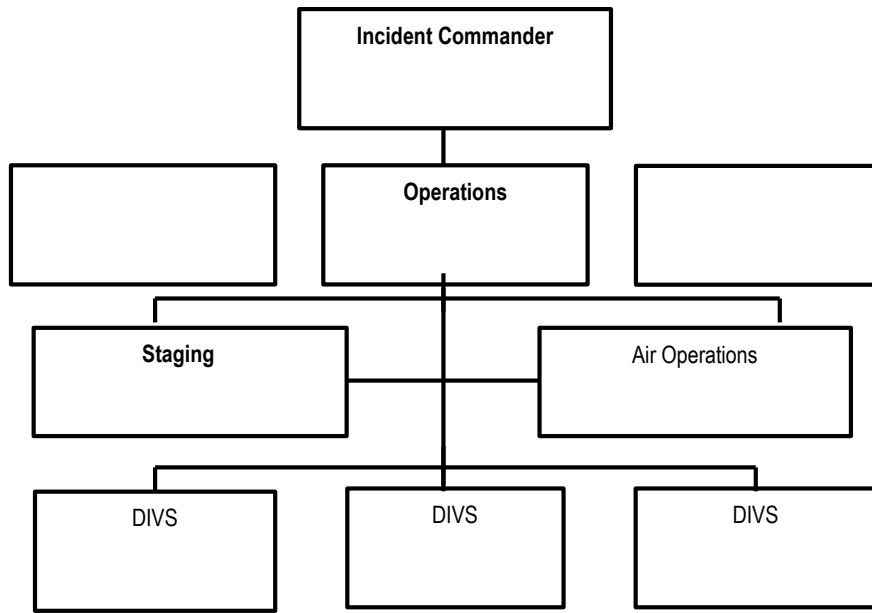 Incident Commander
Operations
Staging
Air Operations
DIVS
DIVS
DIVS